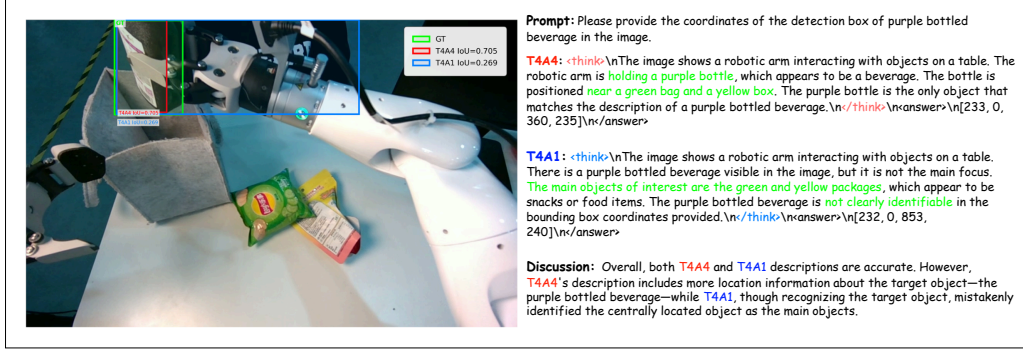 GT
GT
T4A4 IoU=0.705
T4A1 IoU=0.269
T4A4 IoU=0.705
T4A1 IoU=0.269
Prompt: Please provide the coordinates of the detection box of purple bottled
beverage in the image.
T4A4: <think>\nThe image shows a robotic arm interacting with objects on a table. The
robotic arm is holding a purple bottle, which appears to be a beverage. The bottle is
positioned near a green bag and a yellow box. The purple bottle is the only object that
matches the description of a purple bottled beverage.\n</think>\n<answer>\n[233, 0,
360, 235]\n</answer>
T4A1: <think>\nThe image shows a robotic arm interacting with objects on a table.
There is a purple bottled beverage visible in the image, but it is not the main focus.
The main objects of interest are the green and yellow packages, which appear to be
snacks or food items. The purple bottled beverage is not clearly identifiable in the
bounding box coordinates provided.\n</think>\n<answer>\n[232, 0, 853,
240]\n</answer>
Discussion: Overall, both T4A4 and T4A1 descriptions are accurate. However,
T4A4's description includes more location information about the target object—the
purple bottled beverage—while T4A1, though recognizing the target object, mistakenly
identified the centrally located object as the main objects.